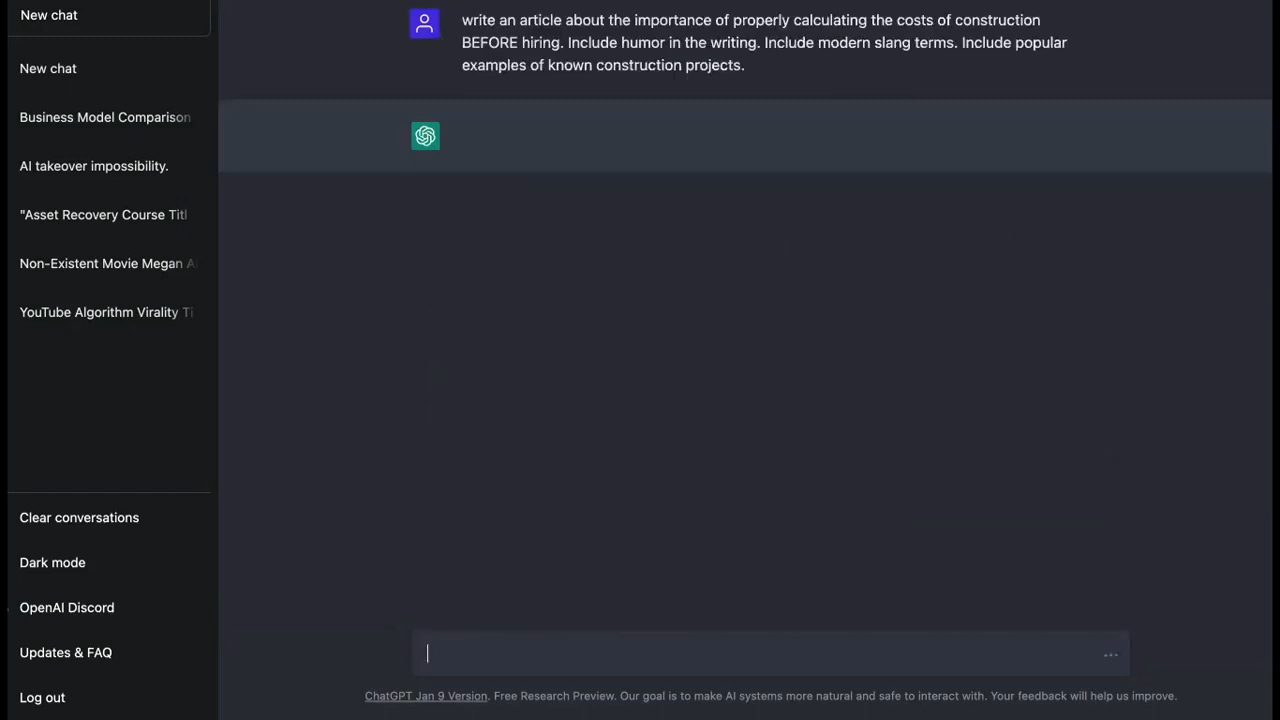 New chat
New chat
Business Model Comparison
AI takeover impossibility.
"Asset Recovery Course Titl
Non-Existent Movie Megan A
YouTube Algorithm Virality Ti
Clear conversations
Dark mode
OpenAI Discord
Updates & FAQ
Log out
write an article about the importance of properly calculating the costs of construction
BEFORE hiring. Include humor in the writing. Include modern slang terms. Include popular
examples of known construction projects.
ChatGPT Jan 9 Version. Free Research Preview. Our goal is to make AI systems more natural and safe to interact with. Your feedback will help us improve.